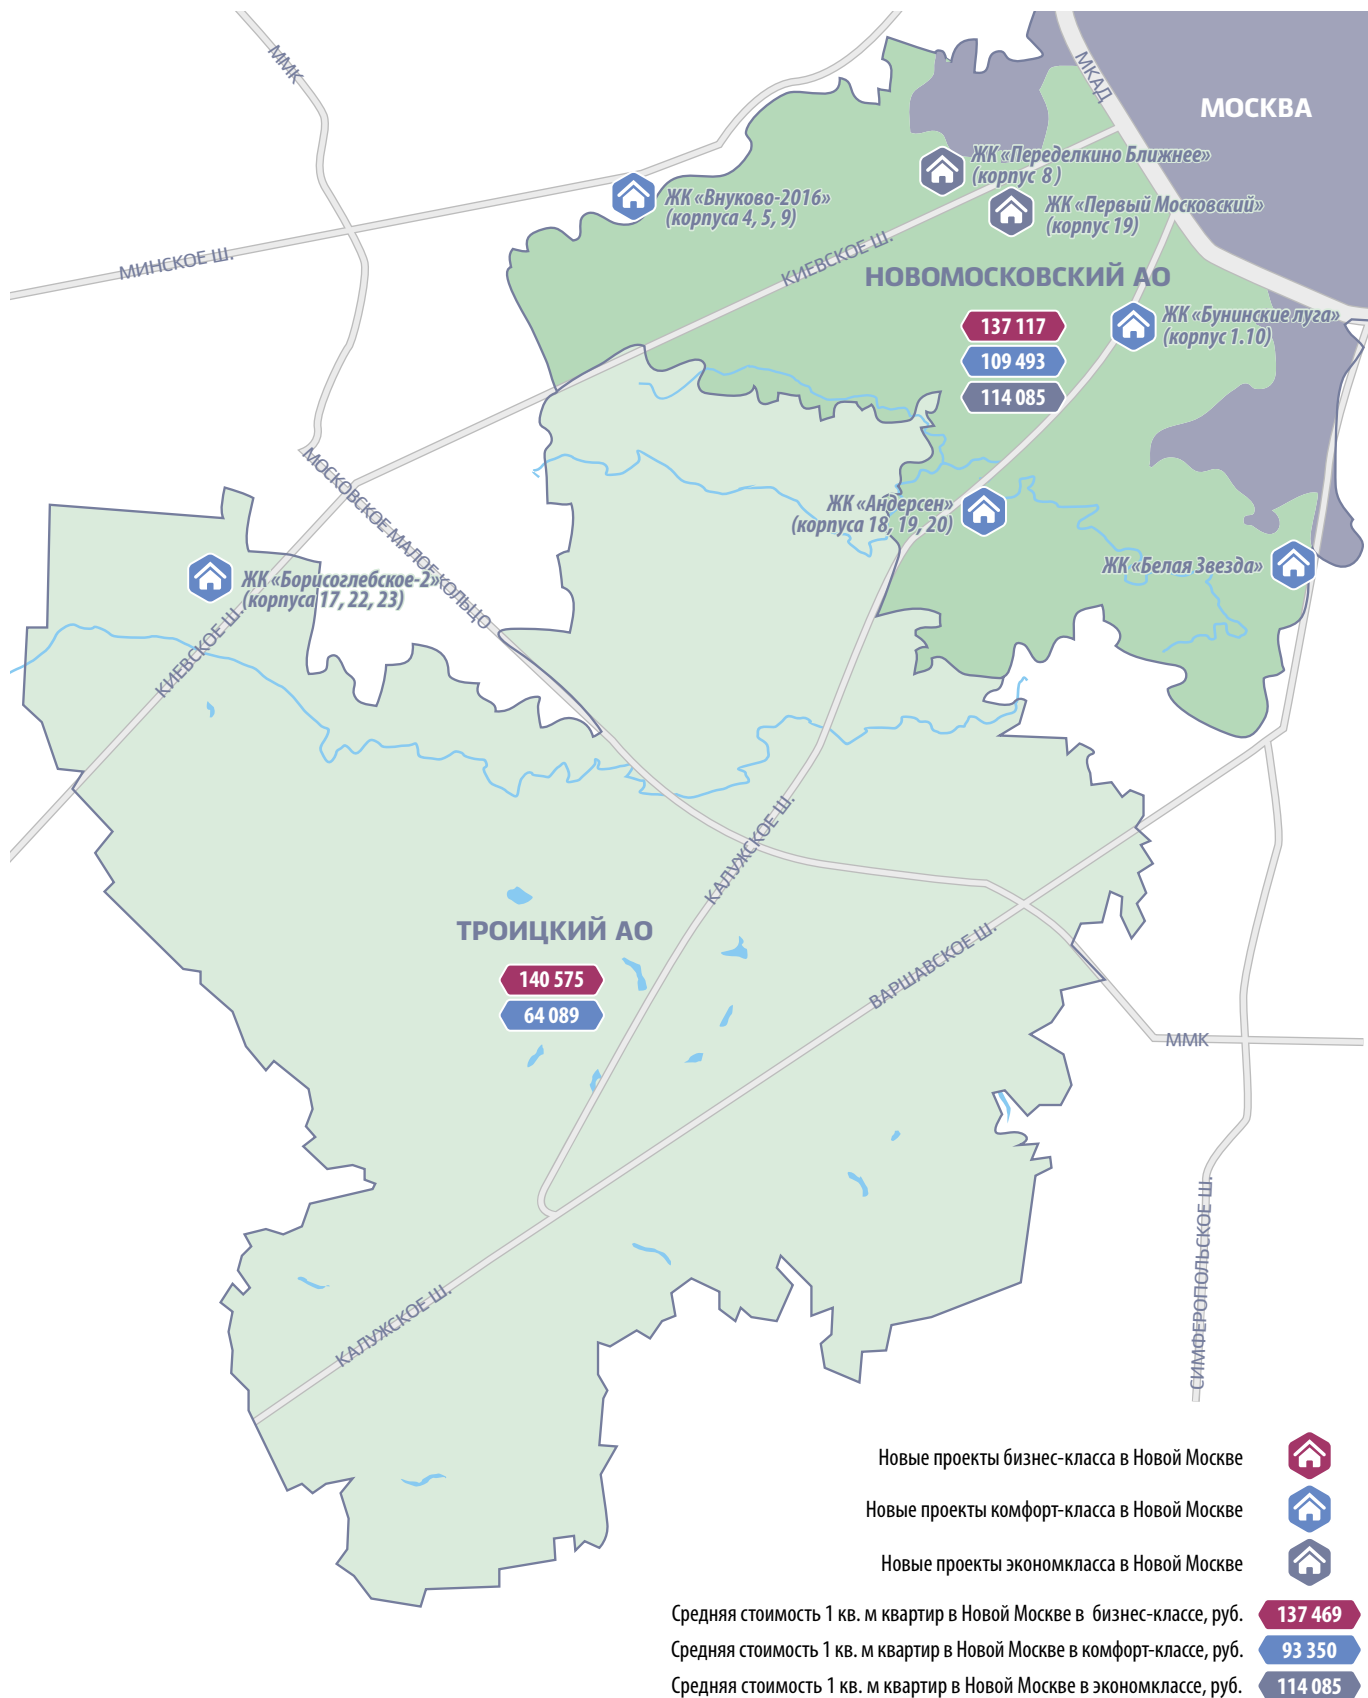 ММК
МКАД
МОСКВА
ЖК «Переделкино Ближнее»
(корпус 8)
ЖК «Внуково-2016»
(корпуса 4, 5, 9)
ЖК «Первый Московский»
(корпус 19)
МИНСКОЕ Ш.
КИЕВСКОЕ Ш.
НОВОМОСКОВСКИЙ АО
137 117
109 493
114 085
ЖК «Бунинские луга»
(корпус 1.10)
МОСКОВСКОЕ МАЛОЕ КОЛЬЦО
ЖК «Андерсен»
(корпуса 18, 19, 20)
ЖК «Белая Звезда»
ЖК «Борисоглебское-2»
(корпуса 17, 22, 23)
КИЕВСКОЕ Ш.
КАЛУЖСКОЕ Ш.
ТРОИЦКИЙ АО
140 575
64 089
ВАРШАВСКОЕ Ш.
ММК
СИМФЕРОПОЛЬСКОЕ Ш.
КАЛУЖСКОЕ Ш.
Новые проекты бизнес-класса в Новой Москве
Новые проекты комфорт-класса в Новой Москве
Новые проекты экономкласса в Новой Москве
Средняя стоимость 1 кв. м квартир в Новой Москве в бизнес-классе, руб. 137 469
Средняя стоимость 1 кв. м квартир в Новой Москве в комфорт-классе, руб. 93 350
Средняя стоимость 1 кв. м квартир в Новой Москве в экономклассе, руб. 114 085